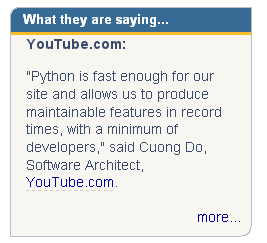 What they are saying...
YouTube.com:
"Python is fast enough for our
site and allows us to produce
maintainable features in record
times, with a minimum of
developers," said Cuong Do,
Software Architect,
YouTube.com.
more...